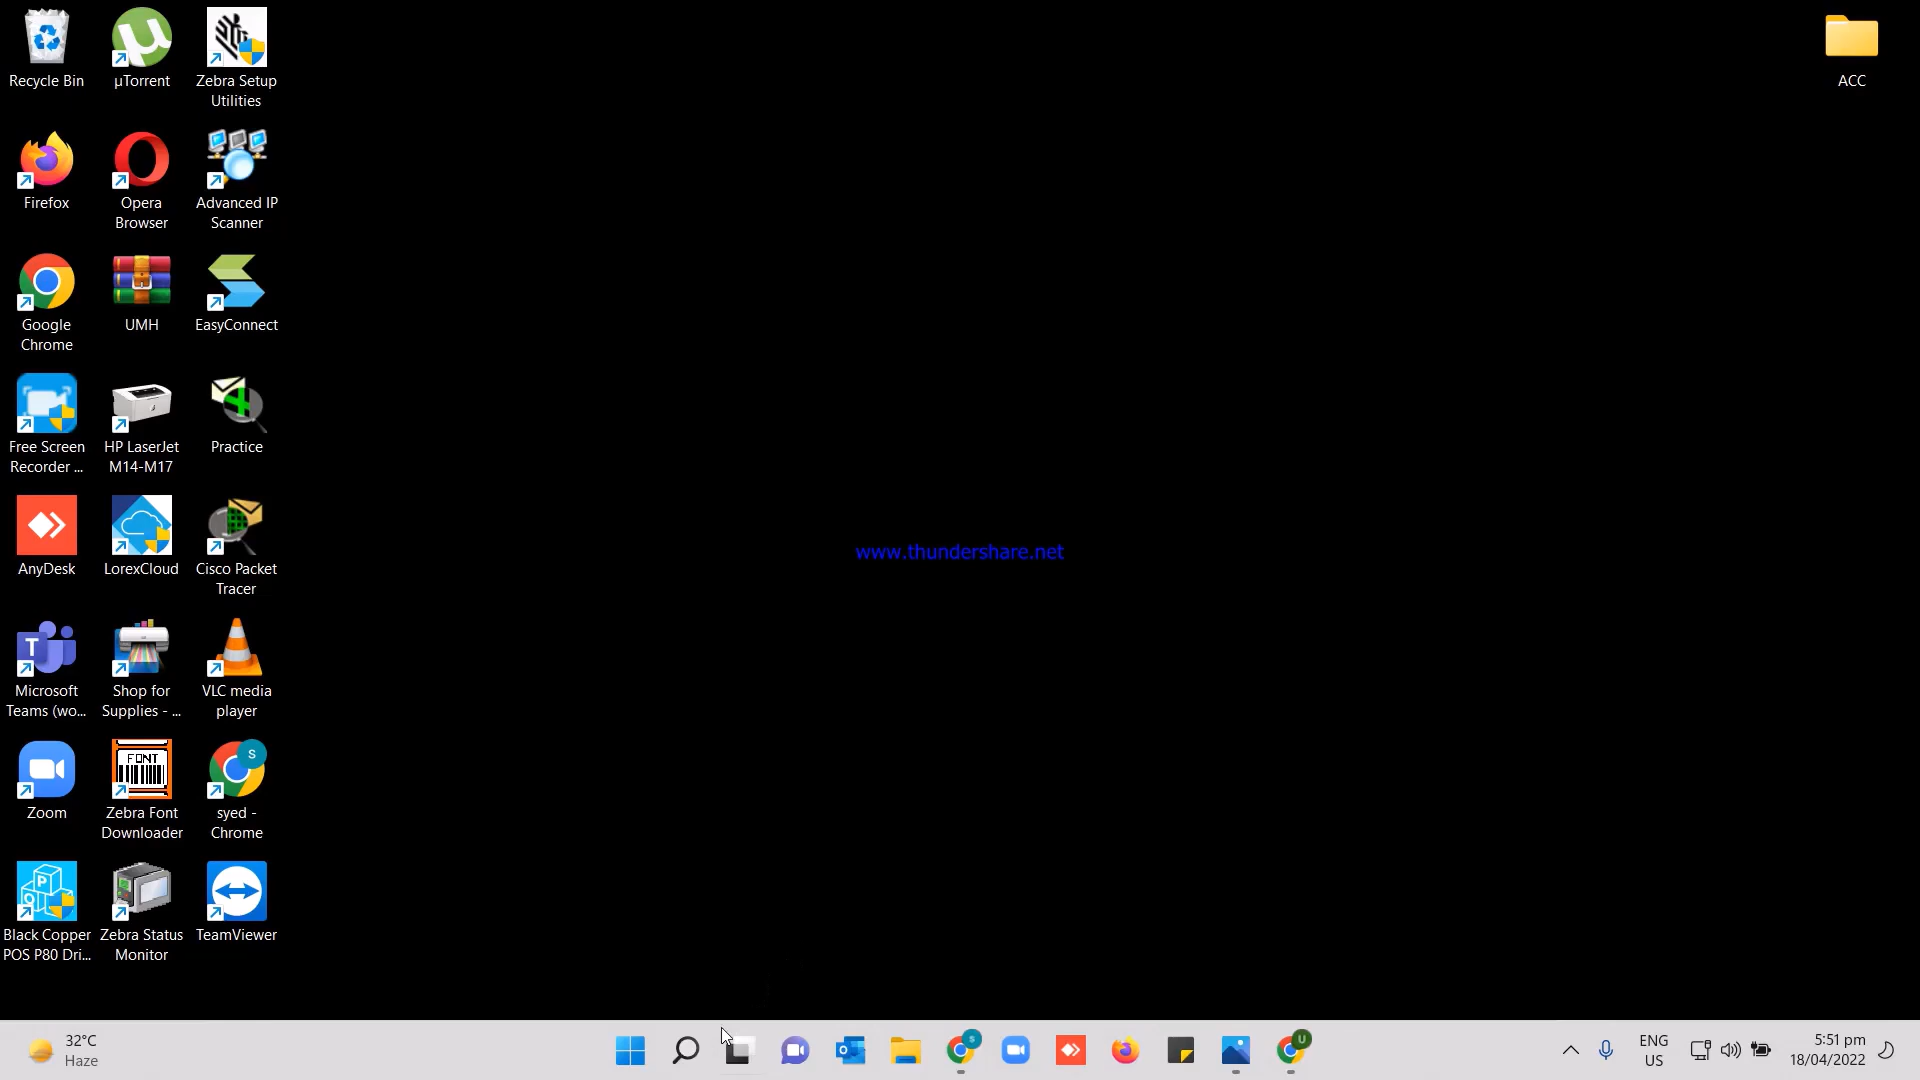 Recycle Bin
µTorrent
Zebra Setup
Utilities
ACC
Firefox
Opera
Browser
Advanced IP
Scanner
Google
Chrome
UMH
EasyConnect
Free Screen
Recorder ...
HP LaserJet
M14-M17
Practice
AnyDesk
LorexCloud
Cisco Packet
Tracer
www.thundershare.net
T
Microsoft
Teams (wo...
Shop for
Supplies - ...
VLC media
player
Zoom
FONT
Zebra Font
Downloader
S
syed -
Chrome
P
O
Black Copper
POS P80 Dri...
Zebra Status
Monitor
TeamViewer
32°C
Haze
S
U
ENG
US
5:51 pm
18/04/2022